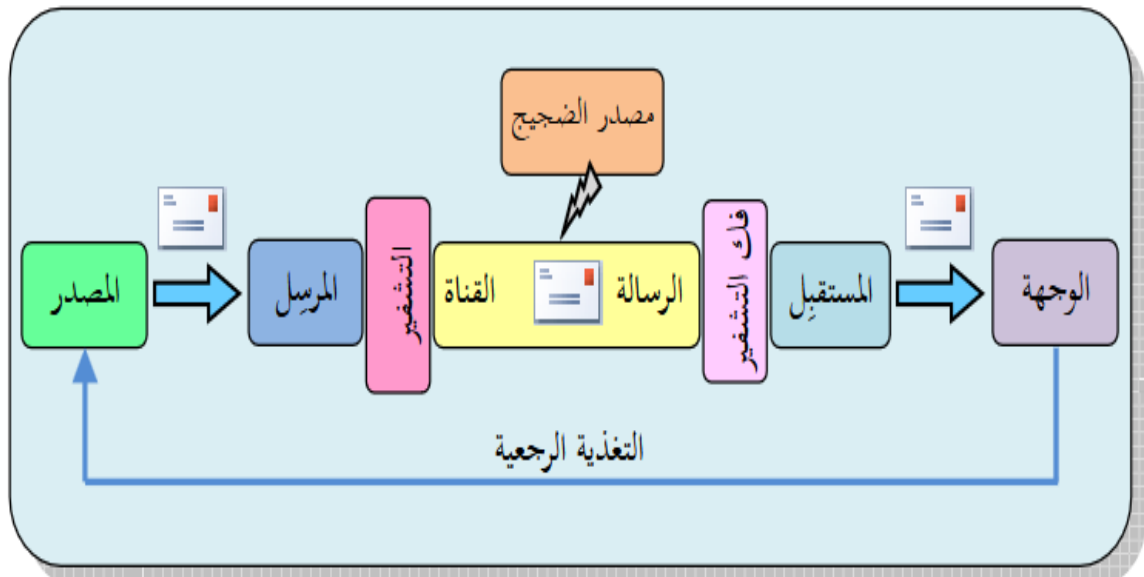 مصدر الضجيج
المصدر
المرسِل
التشفير
القناة
الرسالة
فك التشفير
المستقبِل
الوجهة
التغذية الرجعية